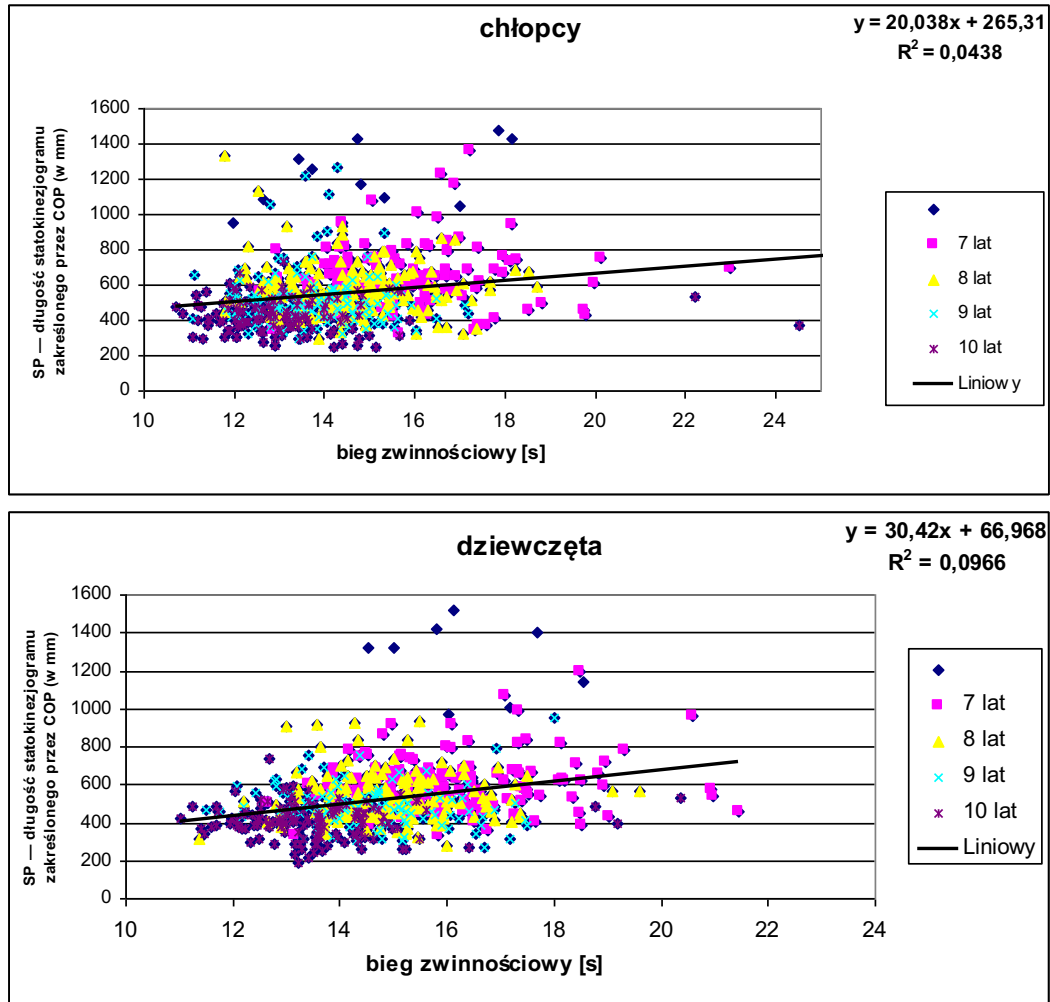 chłopcy
y = 20,038x + 265,31
R² = 0,0438
SP — długość statokinezjogramu
zakreślonego przez COP (w mm)
1600
1400
1200
1000
800
600
400
200
0
10
12
14
16
18
20
22
24
bieg zwinnościowy [s]
7 lat
8 lat
9 lat
10 lat
Liniowy
dziewczęta
y = 30,42x + 66,968
R² = 0,0966
SP — długość statokinezjogramu
zakreślonego przez COP (w mm)
1600
1400
1200
1000
800
600
400
200
0
10
12
14
16
18
20
22
24
bieg zwinnościowy [s]
7 lat
8 lat
9 lat
10 lat
Liniowy